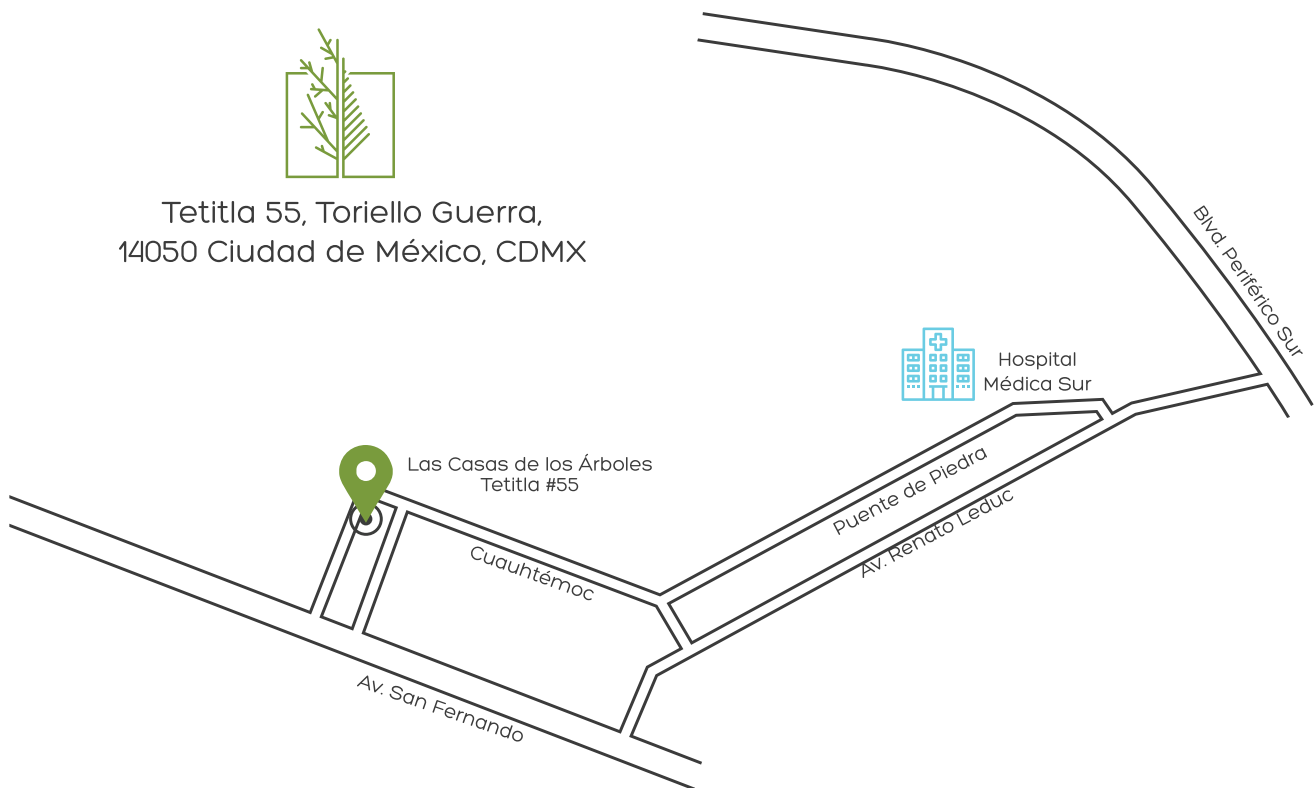 Tetitla 55, Toriello Guerra,
14050 Ciudad de México, CDMX
Blvd. Periférico Sur
Hospital
Médica Sur
Las Casas de los Árboles
Tetitla #55
Puente de Piedra
Av. Renato Leduc
Cuauhtémoc
Av. San Fernando